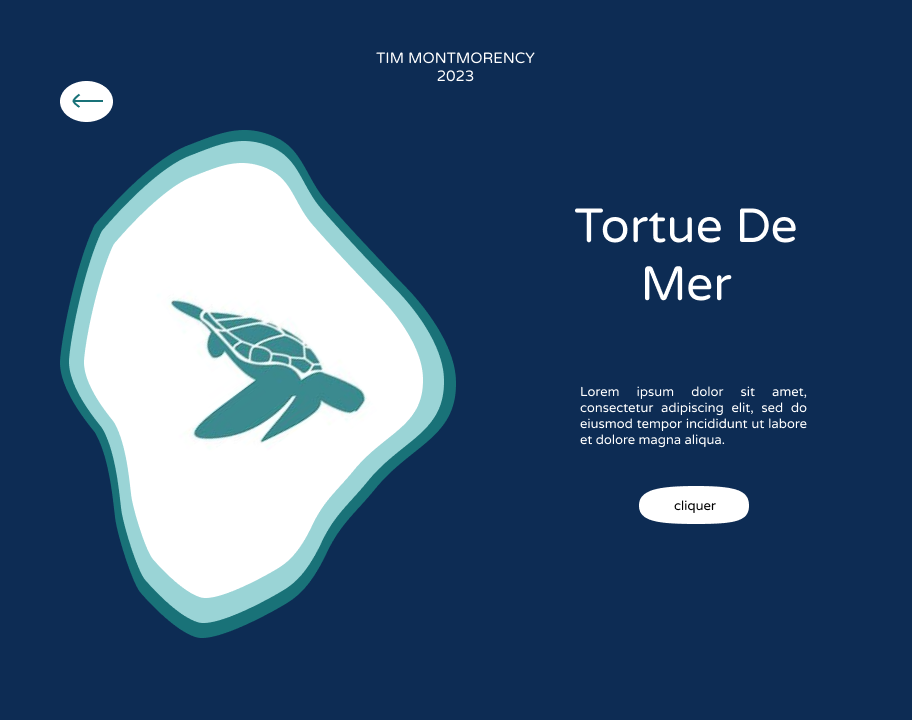 TIM MONTMORENCY
2023
Tortue De
Mer
Lorem ipsum dolor sit amet,
consectetur adipiscing elit, sed do
eiusmod tempor incididunt ut labore
et dolore magna aliqua.
cliquer